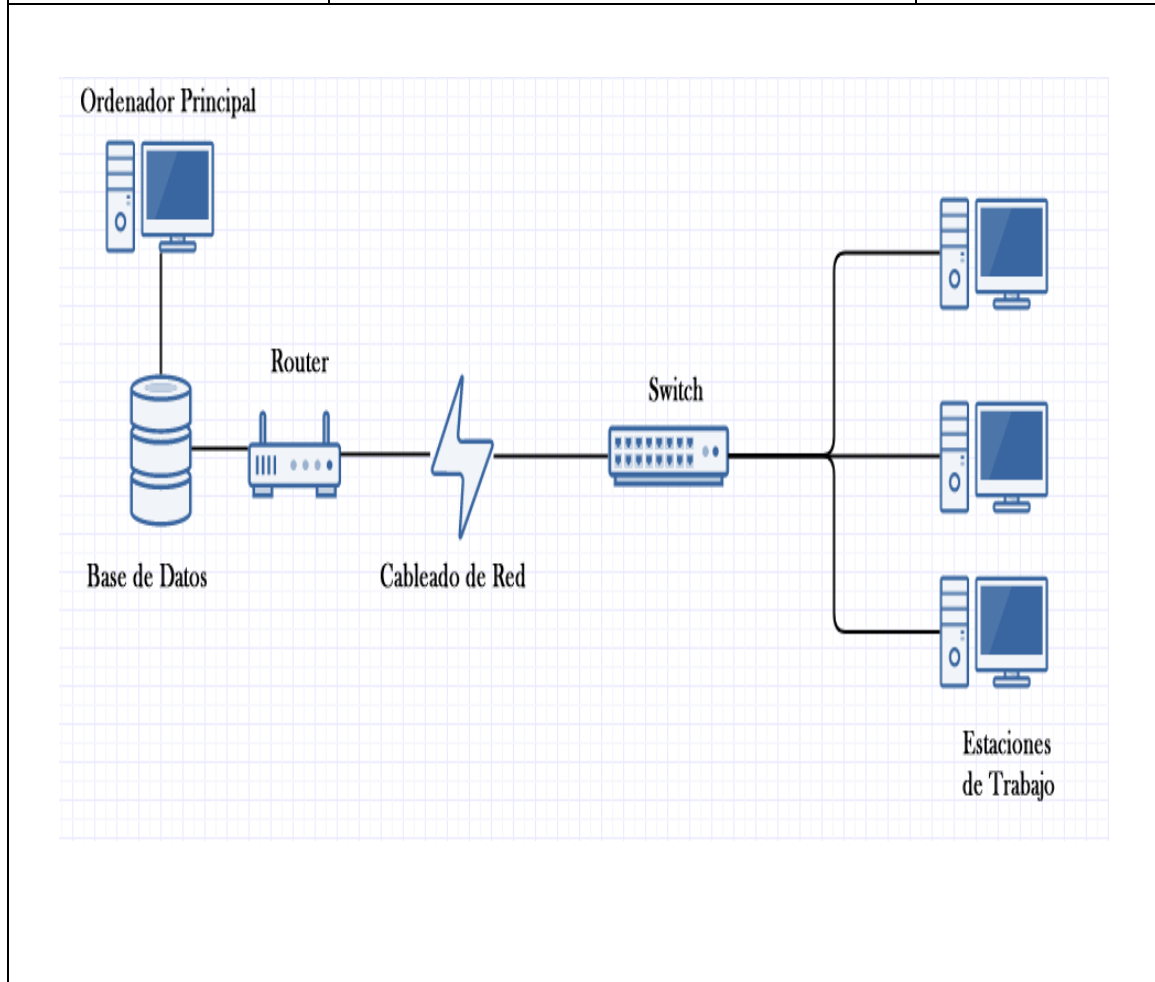 Ordenador Principal
Router
Switch
Base de Datos
Cableado de Red
Estaciones
de Trabajo